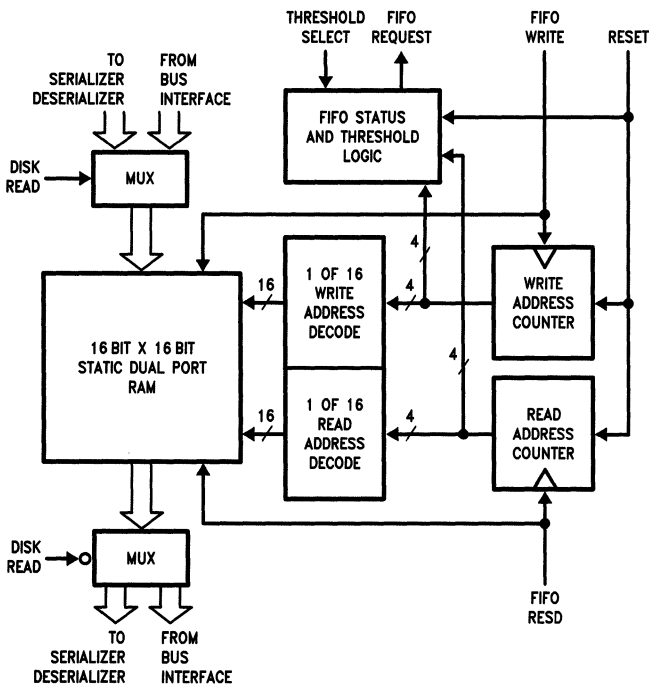 THRESHOLD
SELECT
FIFO
REQUEST
FIFO
WRITE
RESET
TO
SERIALIZER
DESERIALIZER
FROM
BUS
INTERFACE
FIFO STATUS
AND THRESHOLD
LOGIC
DISK
READ
MUX
4
16 BIT X 16 BIT
STATIC DUAL PORT
RAM
16
1 OF 16
WRITE
ADDRESS
DECODE
4
WRITE
ADDRESS
COUNTER
4
16
1 OF 16
READ
ADDRESS
DECODE
4
READ
ADDRESS
COUNTER
DISK
READ
MUX
FIFO
RESD
TO
SERIALIZER
DESERIALIZER
FROM
BUS
INTERFACE